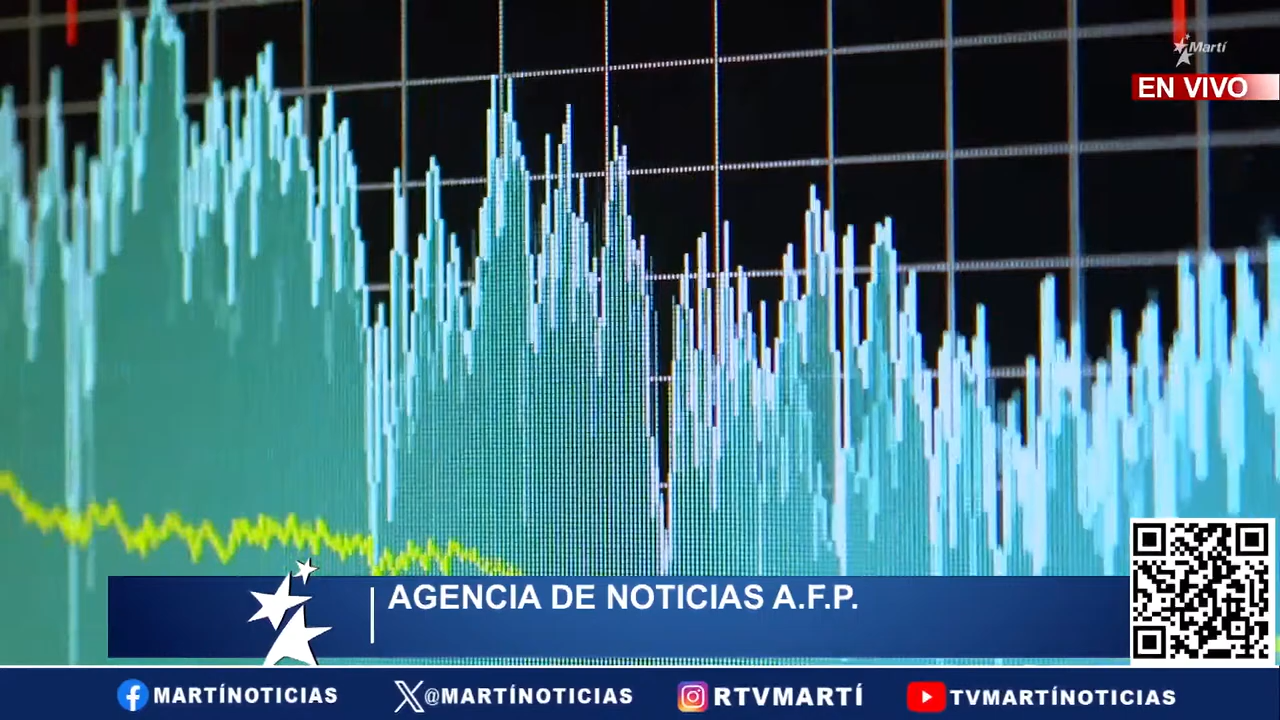 Martí
EN VIVO
AGENCIA DE NOTICIAS A.F.P.
MARTÍNOTICIAS
@MARTÍNOTICIAS
RTVMARTÍ
TVMARTÍNOTICIAS